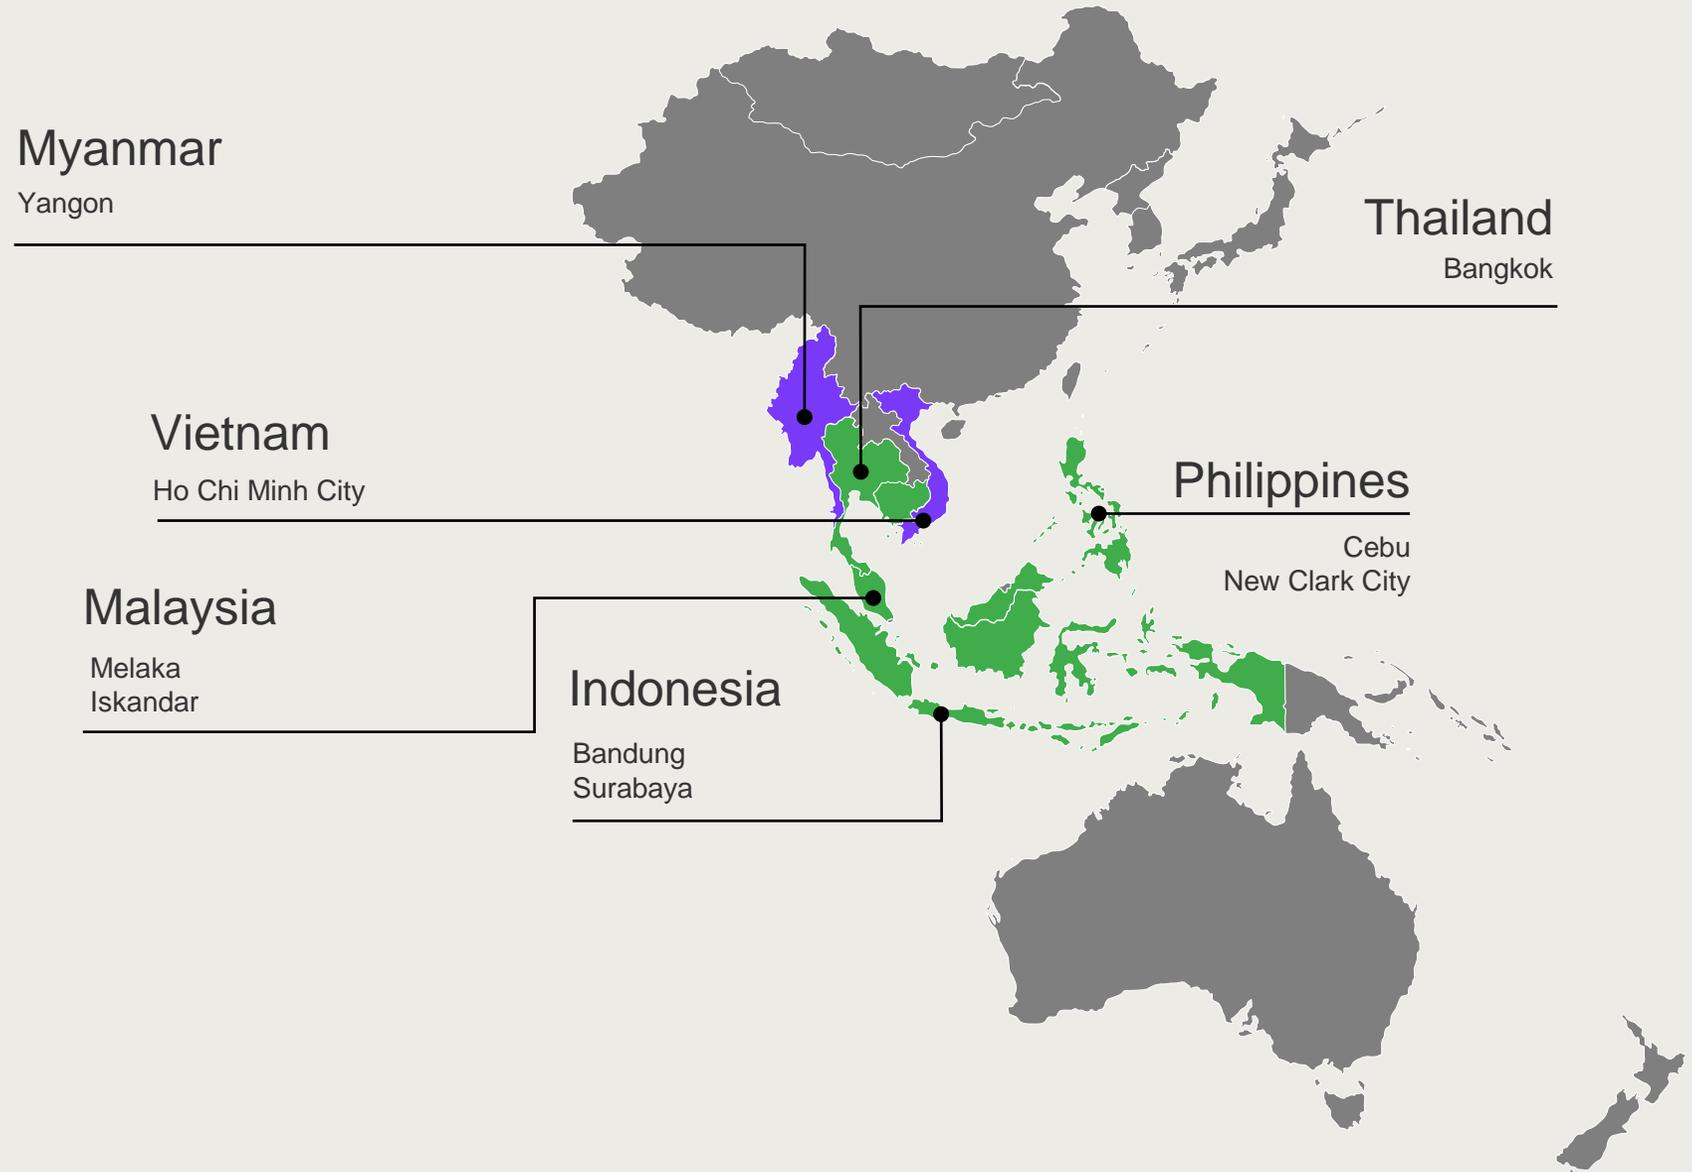 Myanmar
Yangon
Thailand
Bangkok
Vietnam
Ho Chi Minh City
Philippines
Cebu
New Clark City
Malaysia
Melaka
Iskandar
Indonesia
Bandung
Surabaya